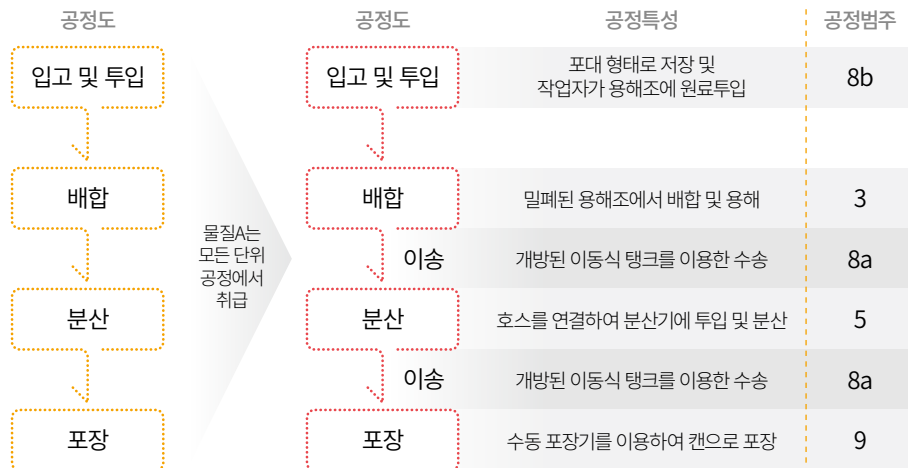 공정도
공정도
공정특성
공정범주
입고 및 투입
입고 및 투입
포대 형태로 저장 및
작업자가 용해조에 원료투입
8b
배합
배합
밀폐된 용해조에서 배합 및 용해
3
물질A는
모든 단위
공정에서
취급
이송
개방된 이동식 탱크를 이용한 수송
8a
분산
분산
호스를 연결하여 분산기에 투입 및 분산
5
이송
개방된 이동식 탱크를 이용한 수송
8a
포장
포장
수동 포장기를 이용하여 캔으로 포장
9